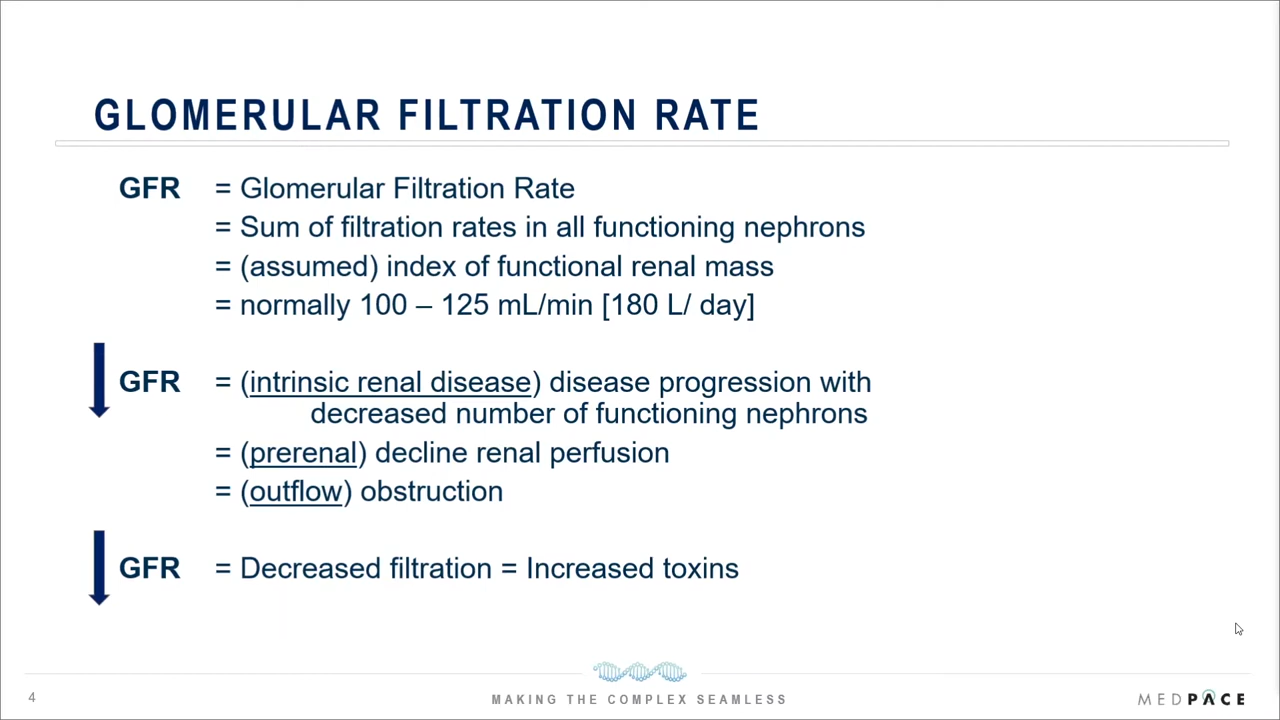 GLOMERULAR FILTRATION RATE
GFR = Glomerular Filtration Rate
= Sum of filtration rates in all functioning nephrons
= (assumed) index of functional renal mass
= normally 100 – 125 mL/min [180 L/ day]
GFR = (intrinsic renal disease) disease progression with
decreased number of functioning nephrons
= (prerenal) decline renal perfusion
= (outflow) obstruction
GFR = Decreased filtration = Increased toxins
4
MAKING THE COMPLEX SEAMLESS
MEDPACE